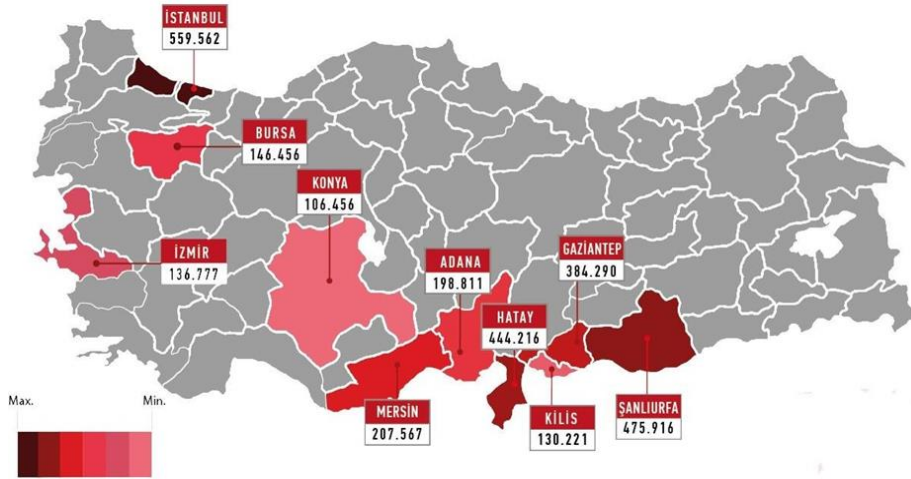 İSTANBUL
559.562
BURSA
146.456
KONYA
106.456
İZMİR
136.777
ADANA
198.811
GAZİANTEP
384.290
HATAY
444.216
MERSİN
207.567
KİLİS
130.221
ŞANLIURFA
475.916
Max. Min.